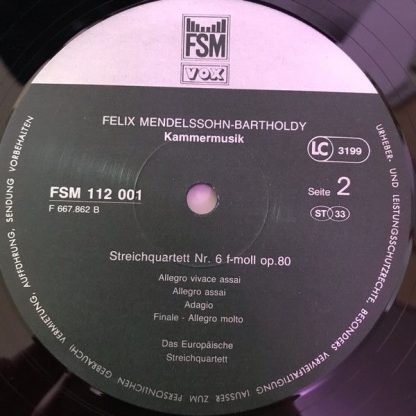 FSM
VOX
FELIX MENDELSSOHN-BARTHOLDY
Kammermusik
LC 3199
FSM 112 001
F 667.862 B
Seite 2
ST 33
Streichquartett Nr. 6 f-moll op.80
Allegro vivace assai
Allegro assai
Adagio
Finale - Allegro molto
Das Europäische
Streichquartett
URHEBER- UND LEISTUNGSSCHUTZRECHTE, BESONDERS VERVIELFÄLTIGUNG (AUSSER ZUM PERSÖNLICHEN GEBRAUCH) VERMIETUNG, AUFFÜHRUNG, SENDUNG VORBEHALTEN